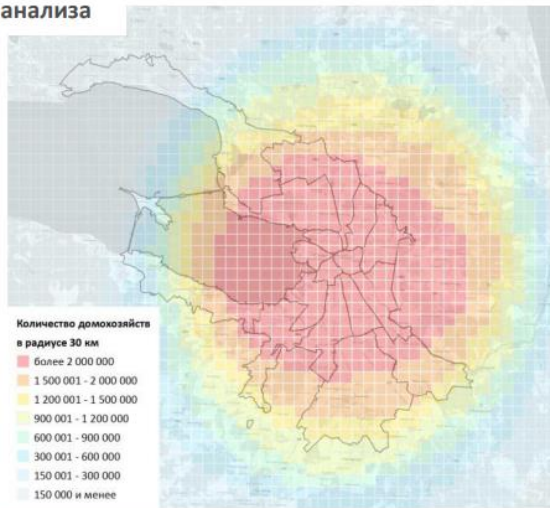 анализа
Количество домохозяйств
в радиусе 30 км
более 2 000 000
1 500 001 - 2 000 000
1 200 001 - 1 500 000
900 001 - 1 200 000
600 001 - 900 000
300 001 - 600 000
150 001 - 300 000
150 000 и менее